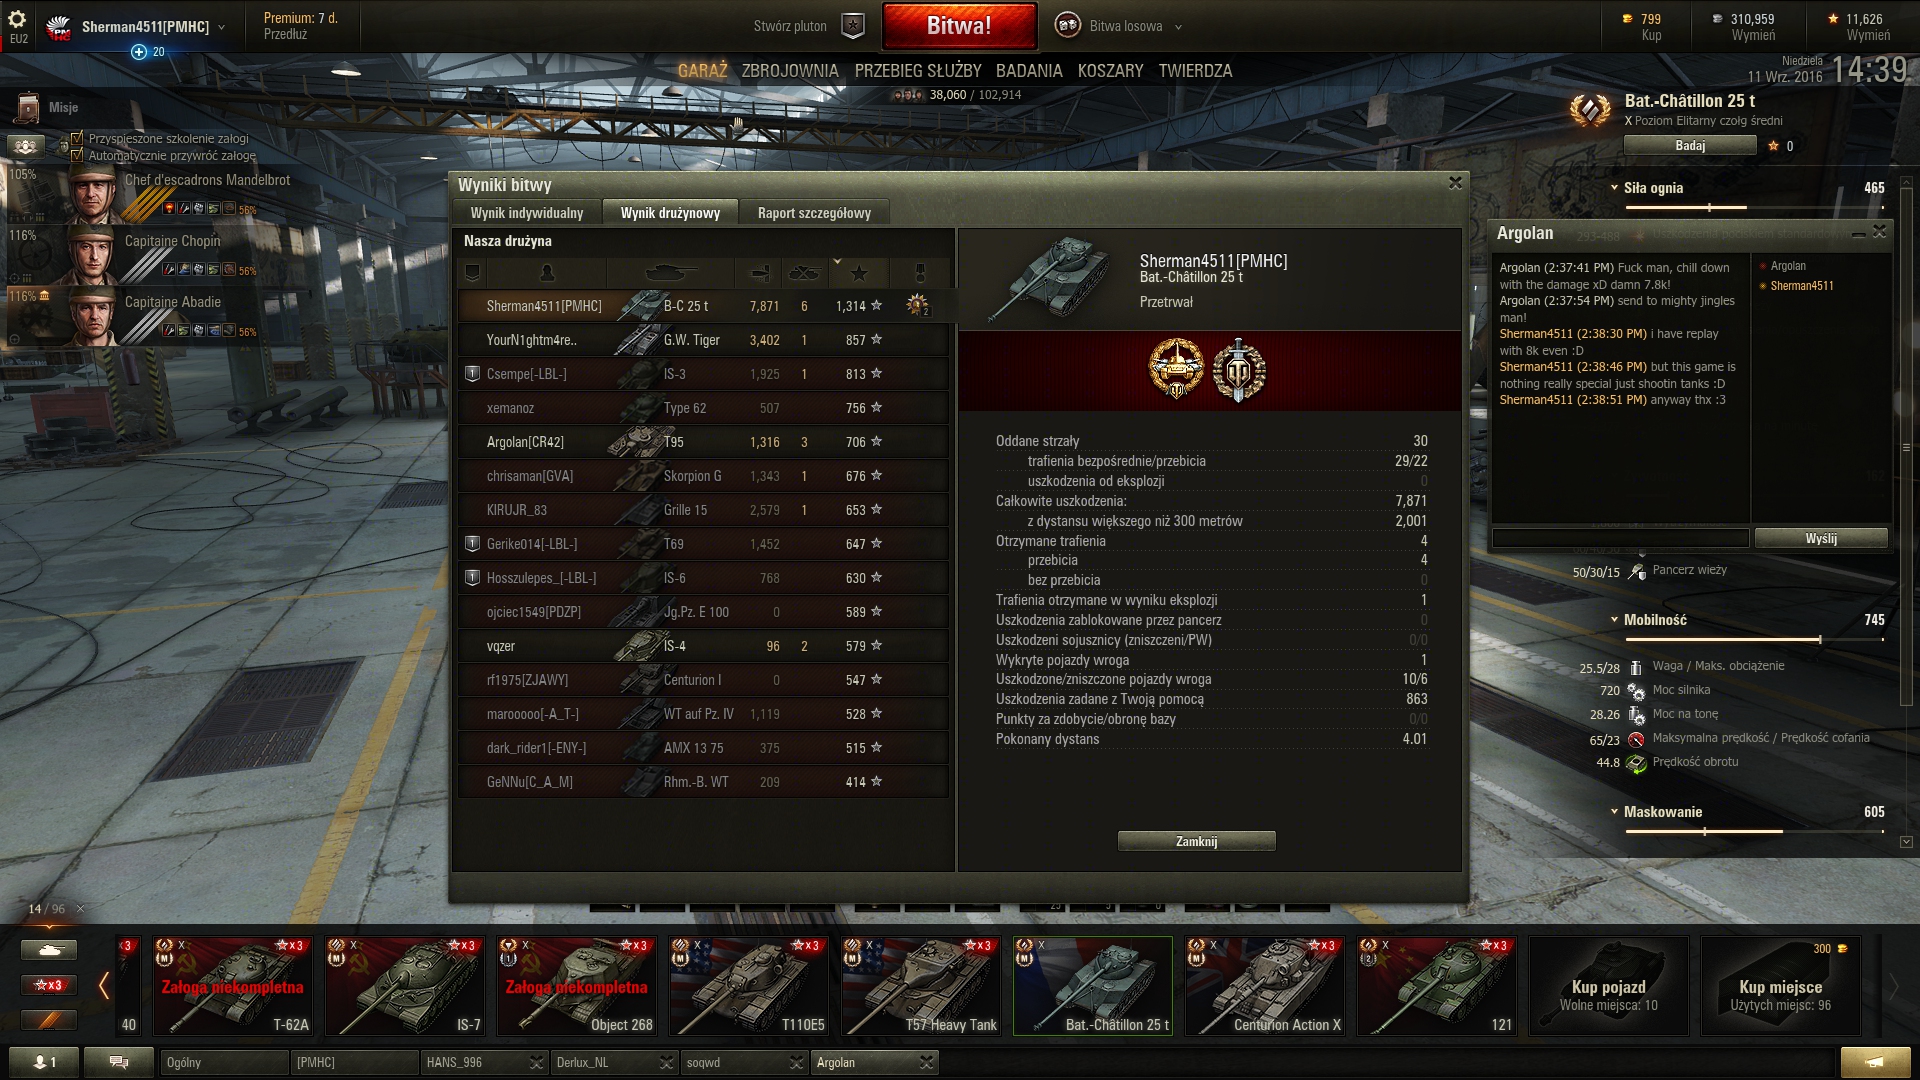 EU2
Sherman4511[PMHC]
20
Premium: 7 d.
Przedłuż
Stwórz pluton
Bitwa!
Bitwa losowa
799
Kup
310,959
Wymień
11,626
Wymień
GARAŻ ZBROJOWNIA PRZEBIEG SŁUŻBY BADANIA KOSZARY TWIERDZA
38,060 / 102,914
Niedziela
11 Wrz. 2016
14:39
Misje
Przyspieszone szkolenie załogi
Automatycznie przywróć załogę
105%
Chef d'escadrons Mandelbrot
56%
116%
Capitaine Chopin
56%
116%
Capitaine Abadie
56%
Bat.-Châtillon 25 t
X Poziom Elitarny czołg średni
Badaj
0
Siła ognia 465
Wyniki bitwy
Wynik indywidualny
Wynik drużynowy
Raport szczegółowy
Nasza drużyna
Sherman4511[PMHC] B-C 25 t 7,871 6 1,314 2
YourN1ghtm4re.. G.W. Tiger 3,402 1 857
Csempe[-LBL-] IS-3 1,925 1 813
xemanoz Type 62 507 756
Argolan[CR42] T95 1,316 3 706
chrisaman[GVA] Skorpion G 1,343 1 676
KIRUJR_83 Grille 15 2,579 1 653
Gerike014[-LBL-] T69 1,452 647
Hosszulepes_[-LBL-] IS-6 768 630
ojciec1549[PDZP] Jg.Pz. E 100 0 589
vqzer IS-4 96 2 579
rf1975[ZJAWY] Centurion I 0 547
marooooo[-A_T-] WT auf Pz. IV 1,119 528
dark_rider1[-ENY-] AMX 13 75 375 515
GeNNu[C_A_M] Rhm.-B. WT 209 414
Sherman4511[PMHC]
Bat.-Châtillon 25 t
Przetrwał
Oddane strzały 30
trafienia bezpośrednie/przebicia 29/22
uszkodzenia od eksplozji 0
Całkowite uszkodzenia: 7,871
z dystansu większego niż 300 metrów 2,001
Otrzymane trafienia 4
przebicia 4
bez przebicia 0
Trafienia otrzymane w wyniku eksplozji 1
Uszkodzenia zablokowane przez pancerz 0
Uszkodzeni sojusznicy (zniszczeni/PW) 0/0
Wykryte pojazdy wroga 1
Uszkodzone/zniszczone pojazdy wroga 10/6
Uszkodzenia zadane z Twoją pomocą 863
Punkty za zdobycie/obronę bazy 0/0
Pokonany dystans 4.01
Zamknij
Argolan
Argolan (2:37:41 PM) Fuck man, chill down
with the damage xD damn 7.8k!
Argolan (2:37:54 PM) send to mighty jingles
man!
Sherman4511 (2:38:30 PM) i have replay
with 8k even :D
Sherman4511 (2:38:46 PM) but this game is
nothing really special just shootin tanks :D
Sherman4511 (2:38:51 PM) anyway thx :3
Argolan
Sherman4511
Wyślij
50/30/15 Pancerz wieży
Mobilność 745
25.5/28 Waga / Maks. obciążenie
720 Moc silnika
28.26 Moc na tonę
65/23 Maksymalna prędkość / Prędkość cofania
44.8 Prędkość obrotu
Maskowanie 605
14 / 96
x3
x3
40
X
x3
Załoga niekompletna
T-62A
X
x3
IS-7
X
x3
Załoga niekompletna
Object 268
X
x3
T110E5
X
x3
T57 Heavy Tank
X
Bat.-Châtillon 25 t
X
x3
Centurion Action X
X
x3
121
Kup pojazd
Wolne miejsca: 10
300
Kup miejsce
Użytych miejsc: 96
1
Ogólny
[PMHC]
HANS_996
Derlux_NL
soqwd
Argolan